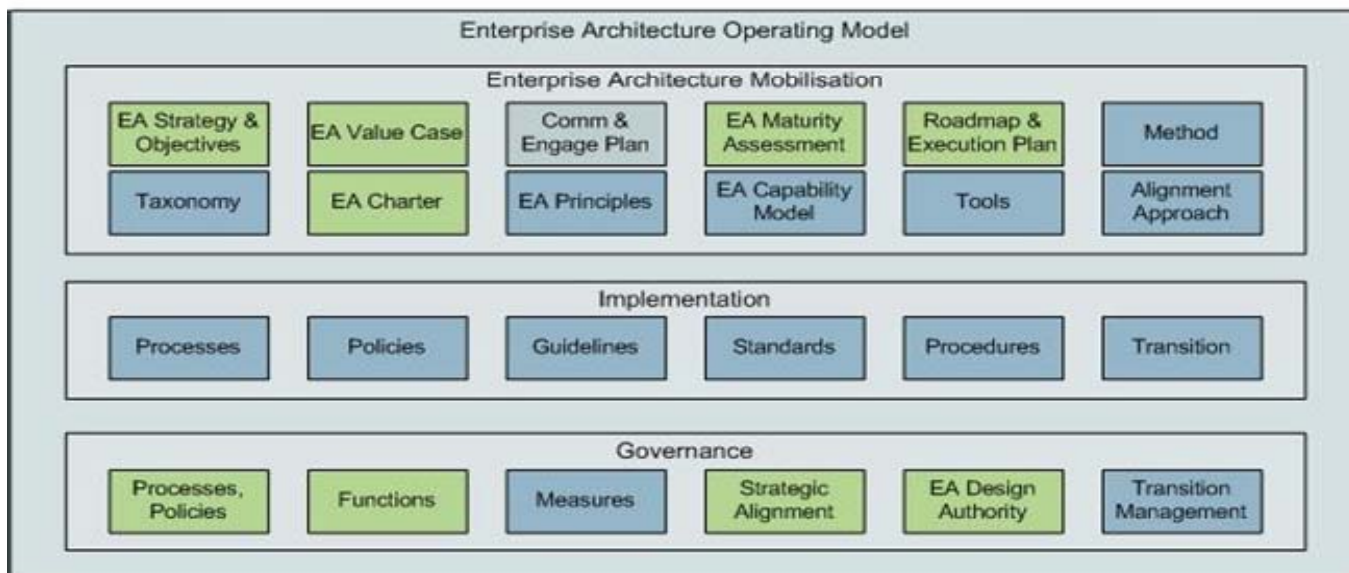 Enterprise Architecture Operating Model
Enterprise Architecture Mobilisation
EA Strategy &
Objectives
EA Value Case
Comm &
Engage Plan
EA Maturity
Assessment
Roadmap &
Execution Plan
Method
Taxonomy
EA Charter
EA Principles
EA Capability
Model
Tools
Alignment
Approach
Implementation
Processes
Policies
Guidelines
Standards
Procedures
Transition
Governance
Processes,
Policies
Functions
Measures
Strategic
Alignment
EA Design
Authority
Transition
Management